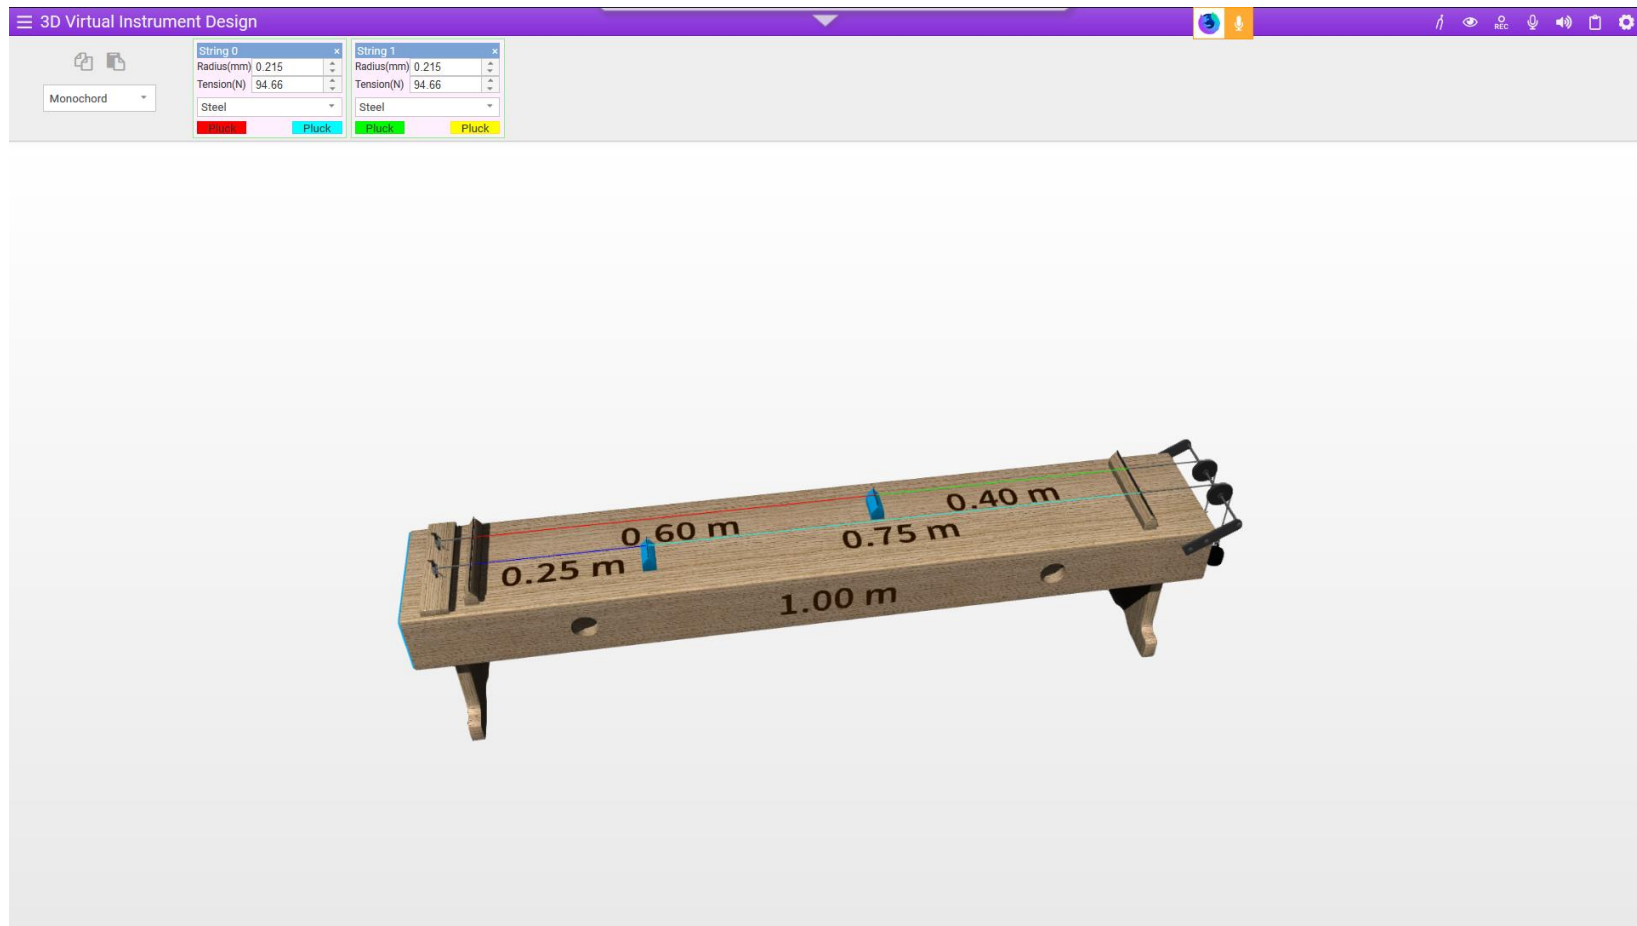 3D Virtual Instrument Design
REC
String 0 ×
Radius(mm) 0.215
Tension(N) 94.66
Steel
Pluck Pluck
String 1 ×
Radius(mm) 0.215
Tension(N) 94.66
Steel
Pluck Pluck
Monochord
0.60 m
0.40 m
0.25 m
0.75 m
1.00 m